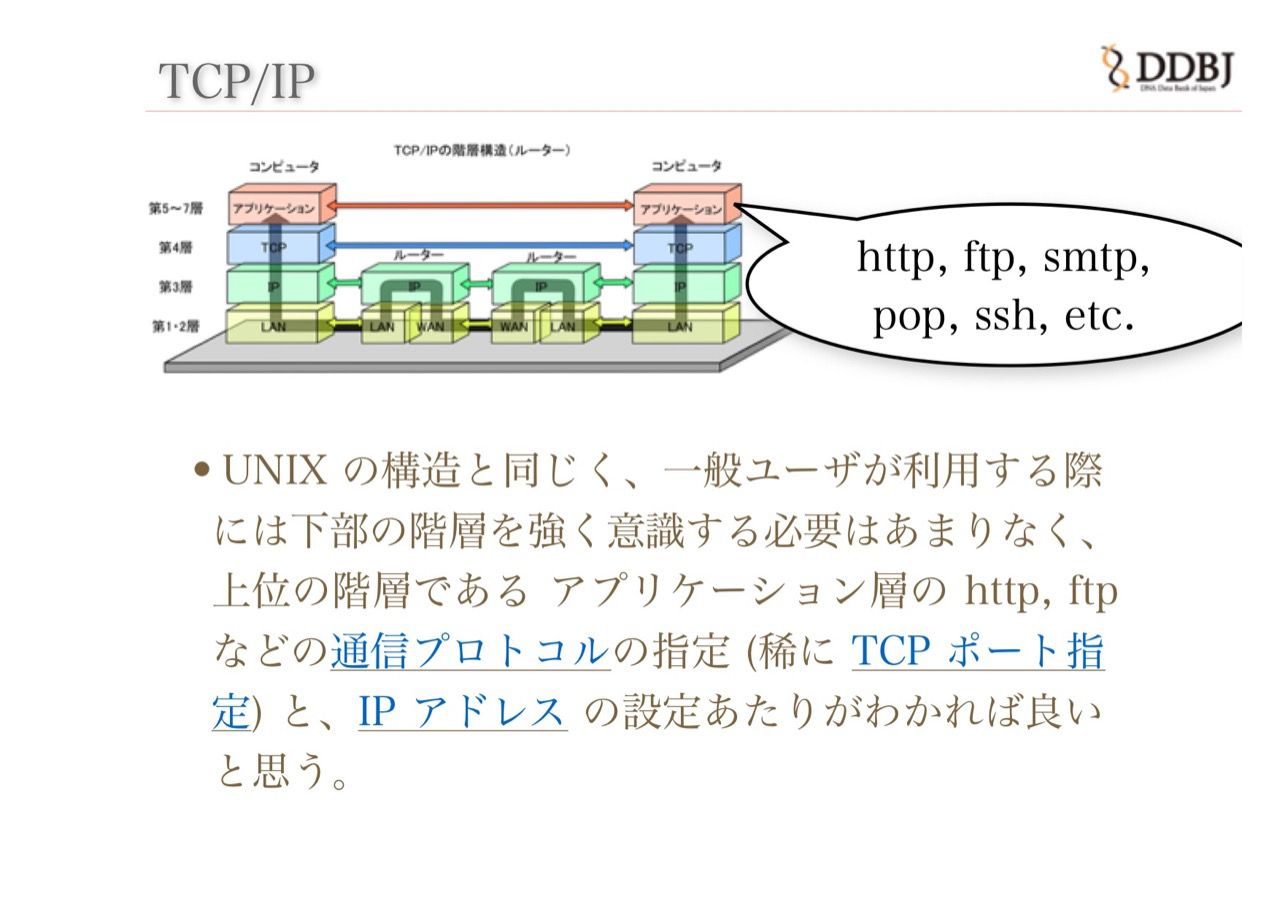 TCP/IP
DDBJ
DNA Data Bank of Japan
TCP/IPの階層構造(ルーター)
コンピュータ
コンピュータ
第5〜7層
アプリケーション
アプリケーション
第4層
TCP
TCP
ルーター
ルーター
第3層
IP
IP
IP
IP
第1・2層
LAN
LAN
WAN
WAN
LAN
LAN
http, ftp, smtp,
pop, ssh, etc.
• UNIX の構造と同じく、一般ユーザが利用する際
には下部の階層を強く意識する必要はあまりなく、
上位の階層である アプリケーション層の http, ftp
などの通信プロトコルの指定 (稀に TCP ポート指
定) と、IP アドレス の設定あたりがわかれば良い
と思う。